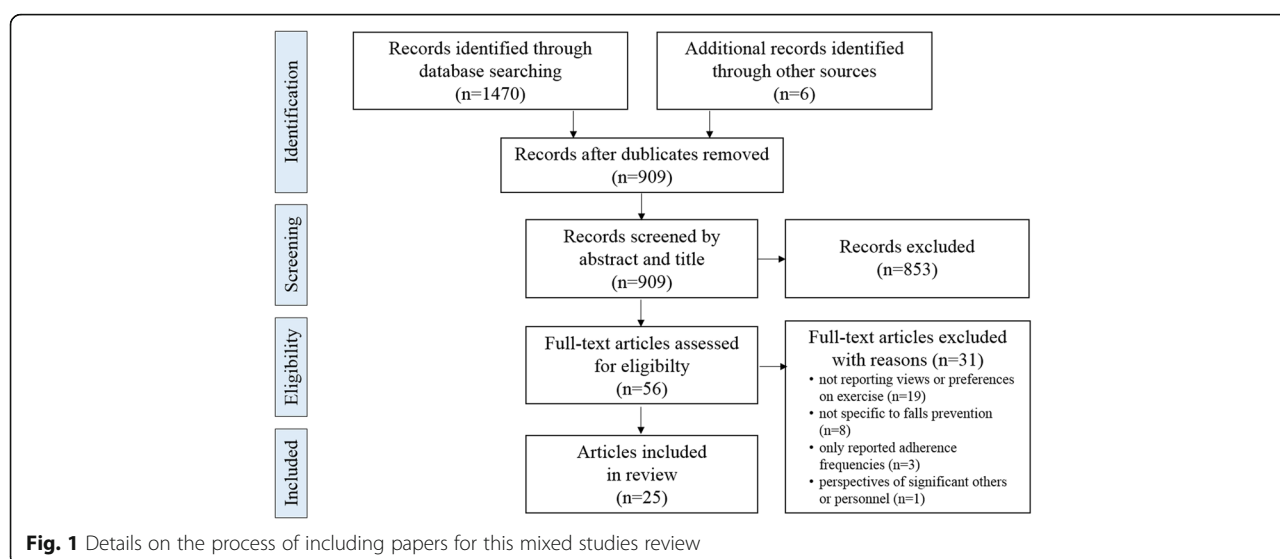 Identification
Records identified through
database searching
(n=1470)
Additional records identified
through other sources
(n=6)
Records after dublicates removed
(n=909)
Screening
Records screened by
abstract and title
(n=909)
Records excluded
(n=853)
Eligibility
Full-text articles assessed
for eligibilty
(n=56)
Full-text articles excluded
with reasons (n=31)
• not reporting views or preferences
on exercise (n=19)
• not specific to falls prevention
(n=8)
• only reported adherence
frequencies (n=3)
• perspectives of significant others
or personnel (n=1)
Included
Articles included
in review
(n=25)
Fig. 1 Details on the process of including papers for this mixed studies review